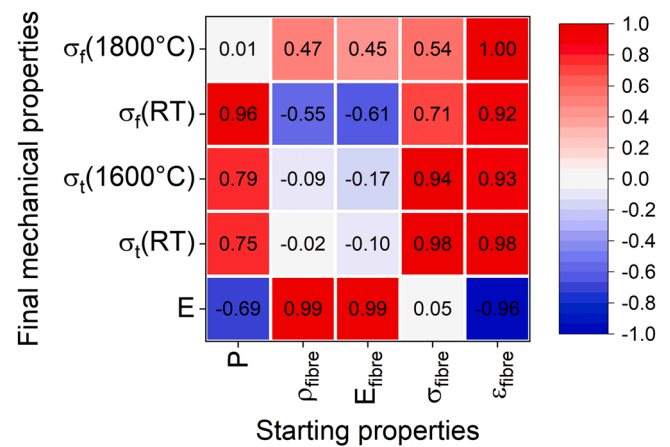 Final mechanical properties
σf(1800°C) 0.01 0.47 0.45 0.54 1.00
σf(RT) 0.96 -0.55 -0.61 0.71 0.92
σt(1600°C) 0.79 -0.09 -0.17 0.94 0.93
σt(RT) 0.75 -0.02 -0.10 0.98 0.98
E -0.69 0.99 0.99 0.05 -0.96
P ρfibre Efibre σfibre εfibre
Starting properties
1.0
0.8
0.6
0.4
0.2
0.0
-0.2
-0.4
-0.6
-0.8
-1.0